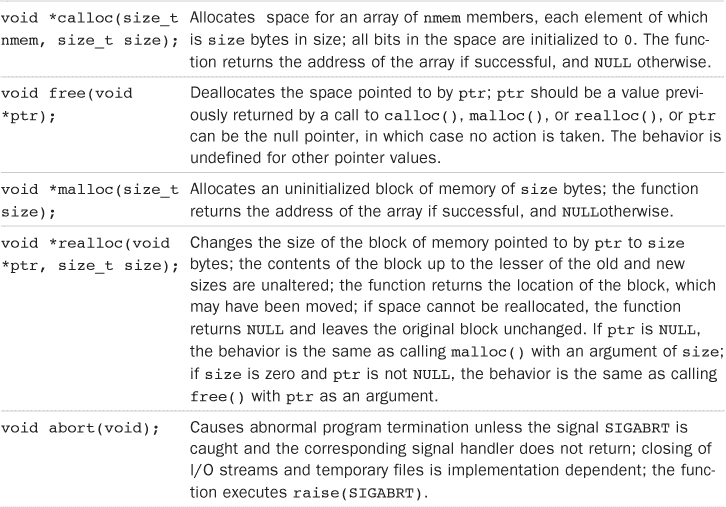 void *calloc(size_t Allocates space for an array of nmem members, each element of which
nmem, size_t size); is size bytes in size; all bits in the space are initialized to 0. The func-
tion returns the address of the array if successful, and NULL otherwise.
void free(void Deallocates the space pointed to by ptr; ptr should be a value previ-
*ptr); ously returned by a call to calloc(), malloc(), or realloc(), or ptr
can be the null pointer, in which case no action is taken. The behavior is
undefined for other pointer values.
void *malloc(size_t Allocates an uninitialized block of memory of size bytes; the function
size); returns the address of the array if successful, and NULLotherwise.
void *realloc(void Changes the size of the block of memory pointed to by ptr to size
*ptr, size_t size); bytes; the contents of the block up to the lesser of the old and new
sizes are unaltered; the function returns the location of the block, which
may have been moved; if space cannot be reallocated, the function
returns NULL and leaves the original block unchanged. If ptr is NULL,
the behavior is the same as calling malloc() with an argument of size;
if size is zero and ptr is not NULL, the behavior is the same as calling
free() with ptr as an argument.
void abort(void); Causes abnormal program termination unless the signal SIGABRT is
caught and the corresponding signal handler does not return; closing of
I/O streams and temporary files is implementation dependent; the func-
tion executes raise(SIGABRT).